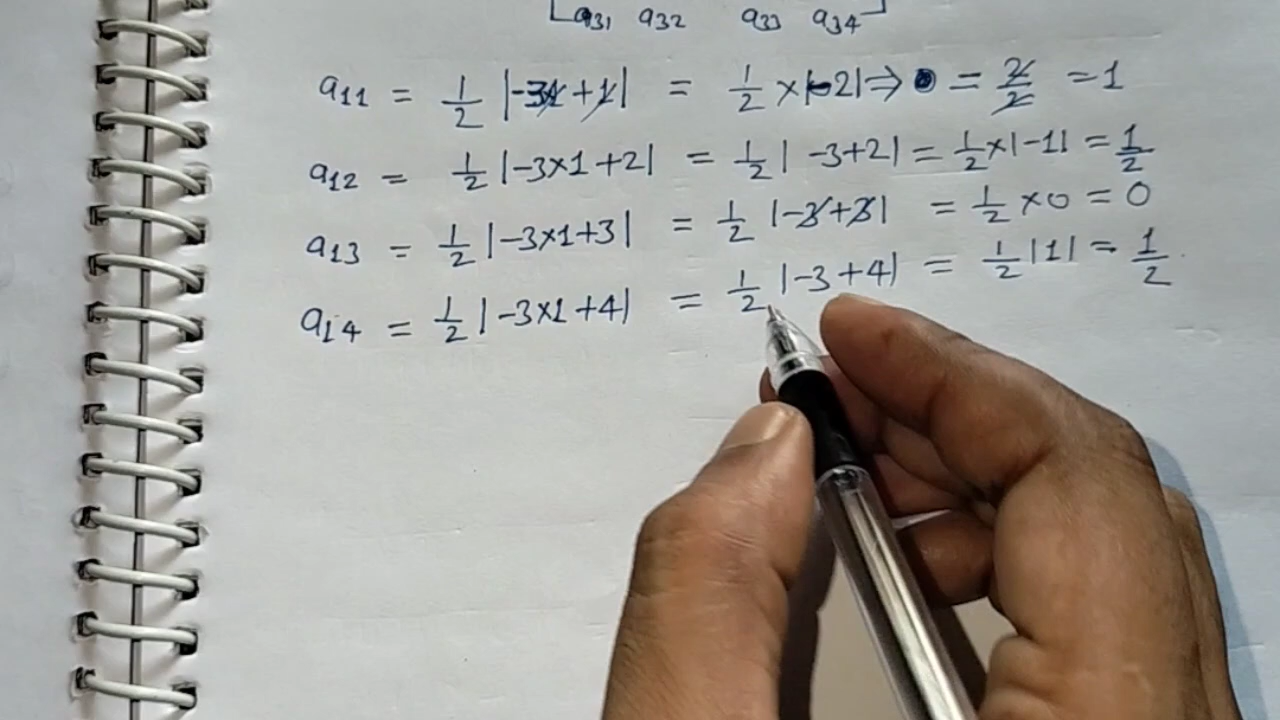 a31 a32 a33 a34
a11 = 1/2 |-3x1+1| = 1/2 ×|-2| ⇒ = 2/2 = 1
a12 = 1/2 |-3×1+2| = 1/2 | -3+2| = 1/2 ×|-1| = 1/2
a13 = 1/2 |-3×1+3| = 1/2 |-3+3| = 1/2 ×0 = 0
a14 = 1/2 |-3×1+4| = 1/2 |-3+4| = 1/2 |1| = 1/2